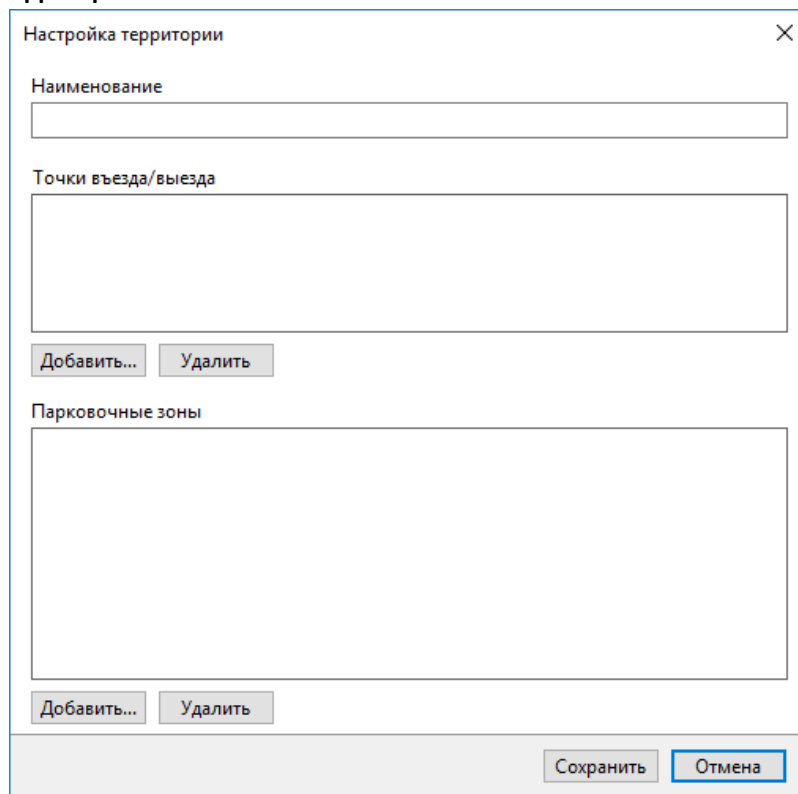 Настройка территории
Наименование
Точки въезда/выезда
Добавить... Удалить
Парковочные зоны
Добавить... Удалить
Сохранить Отмена